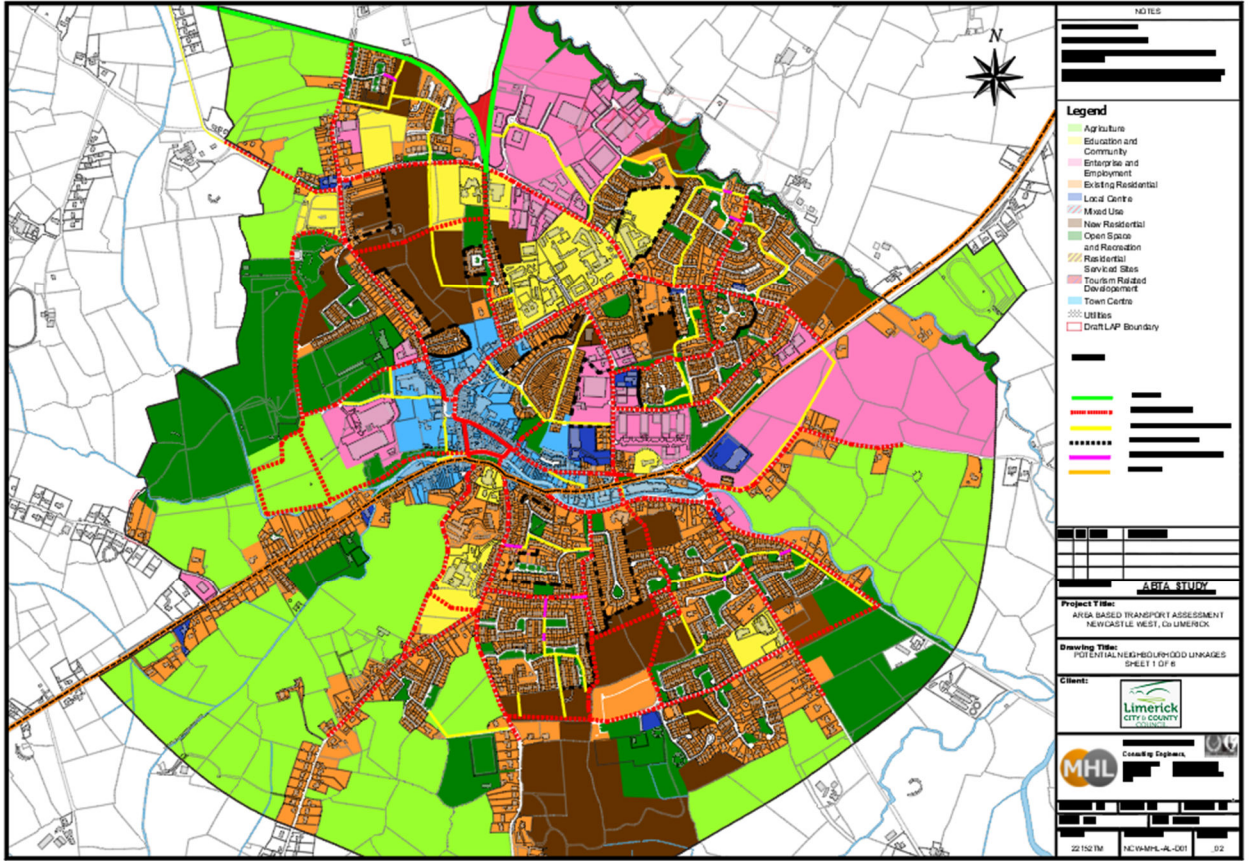 NOTES
N
Legend
Agriculture
Education and
Community
Enterprise and
Employment
Existing Residential
Local Centre
Mixed Use
New Residential
Open Space
and Recreation
Residential
Serviced Sites
Tourism Related
Developement
Town Centre
Utilities
Draft LAP Boundary
ABTA STUDY
Project Title:
AREA BASED TRANSPORT ASSESSMENT
NEWCASTLE WEST, Co LIMERICK
Drawing Title:
POTENTIAL NEIGHBOURHOOD LINKAGES
SHEET 1 OF 6
Client:
Limerick
CITY & COUNTY
COUNCIL
MHL
Consulting Engineers,
22152TM
NCW-MHL-AL-D01
02